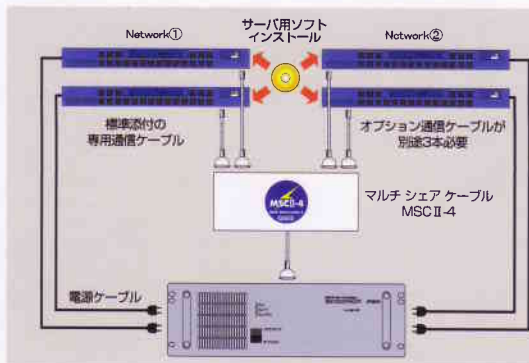 Network①
サーバ用ソフト
インストール
Network②
標準添付の
専用通信ケーブル
オプション通信ケーブルが
別途3本必要
MSCⅡ-4
マルチ シェア ケーブル
MSCⅡ-4
電源ケーブル